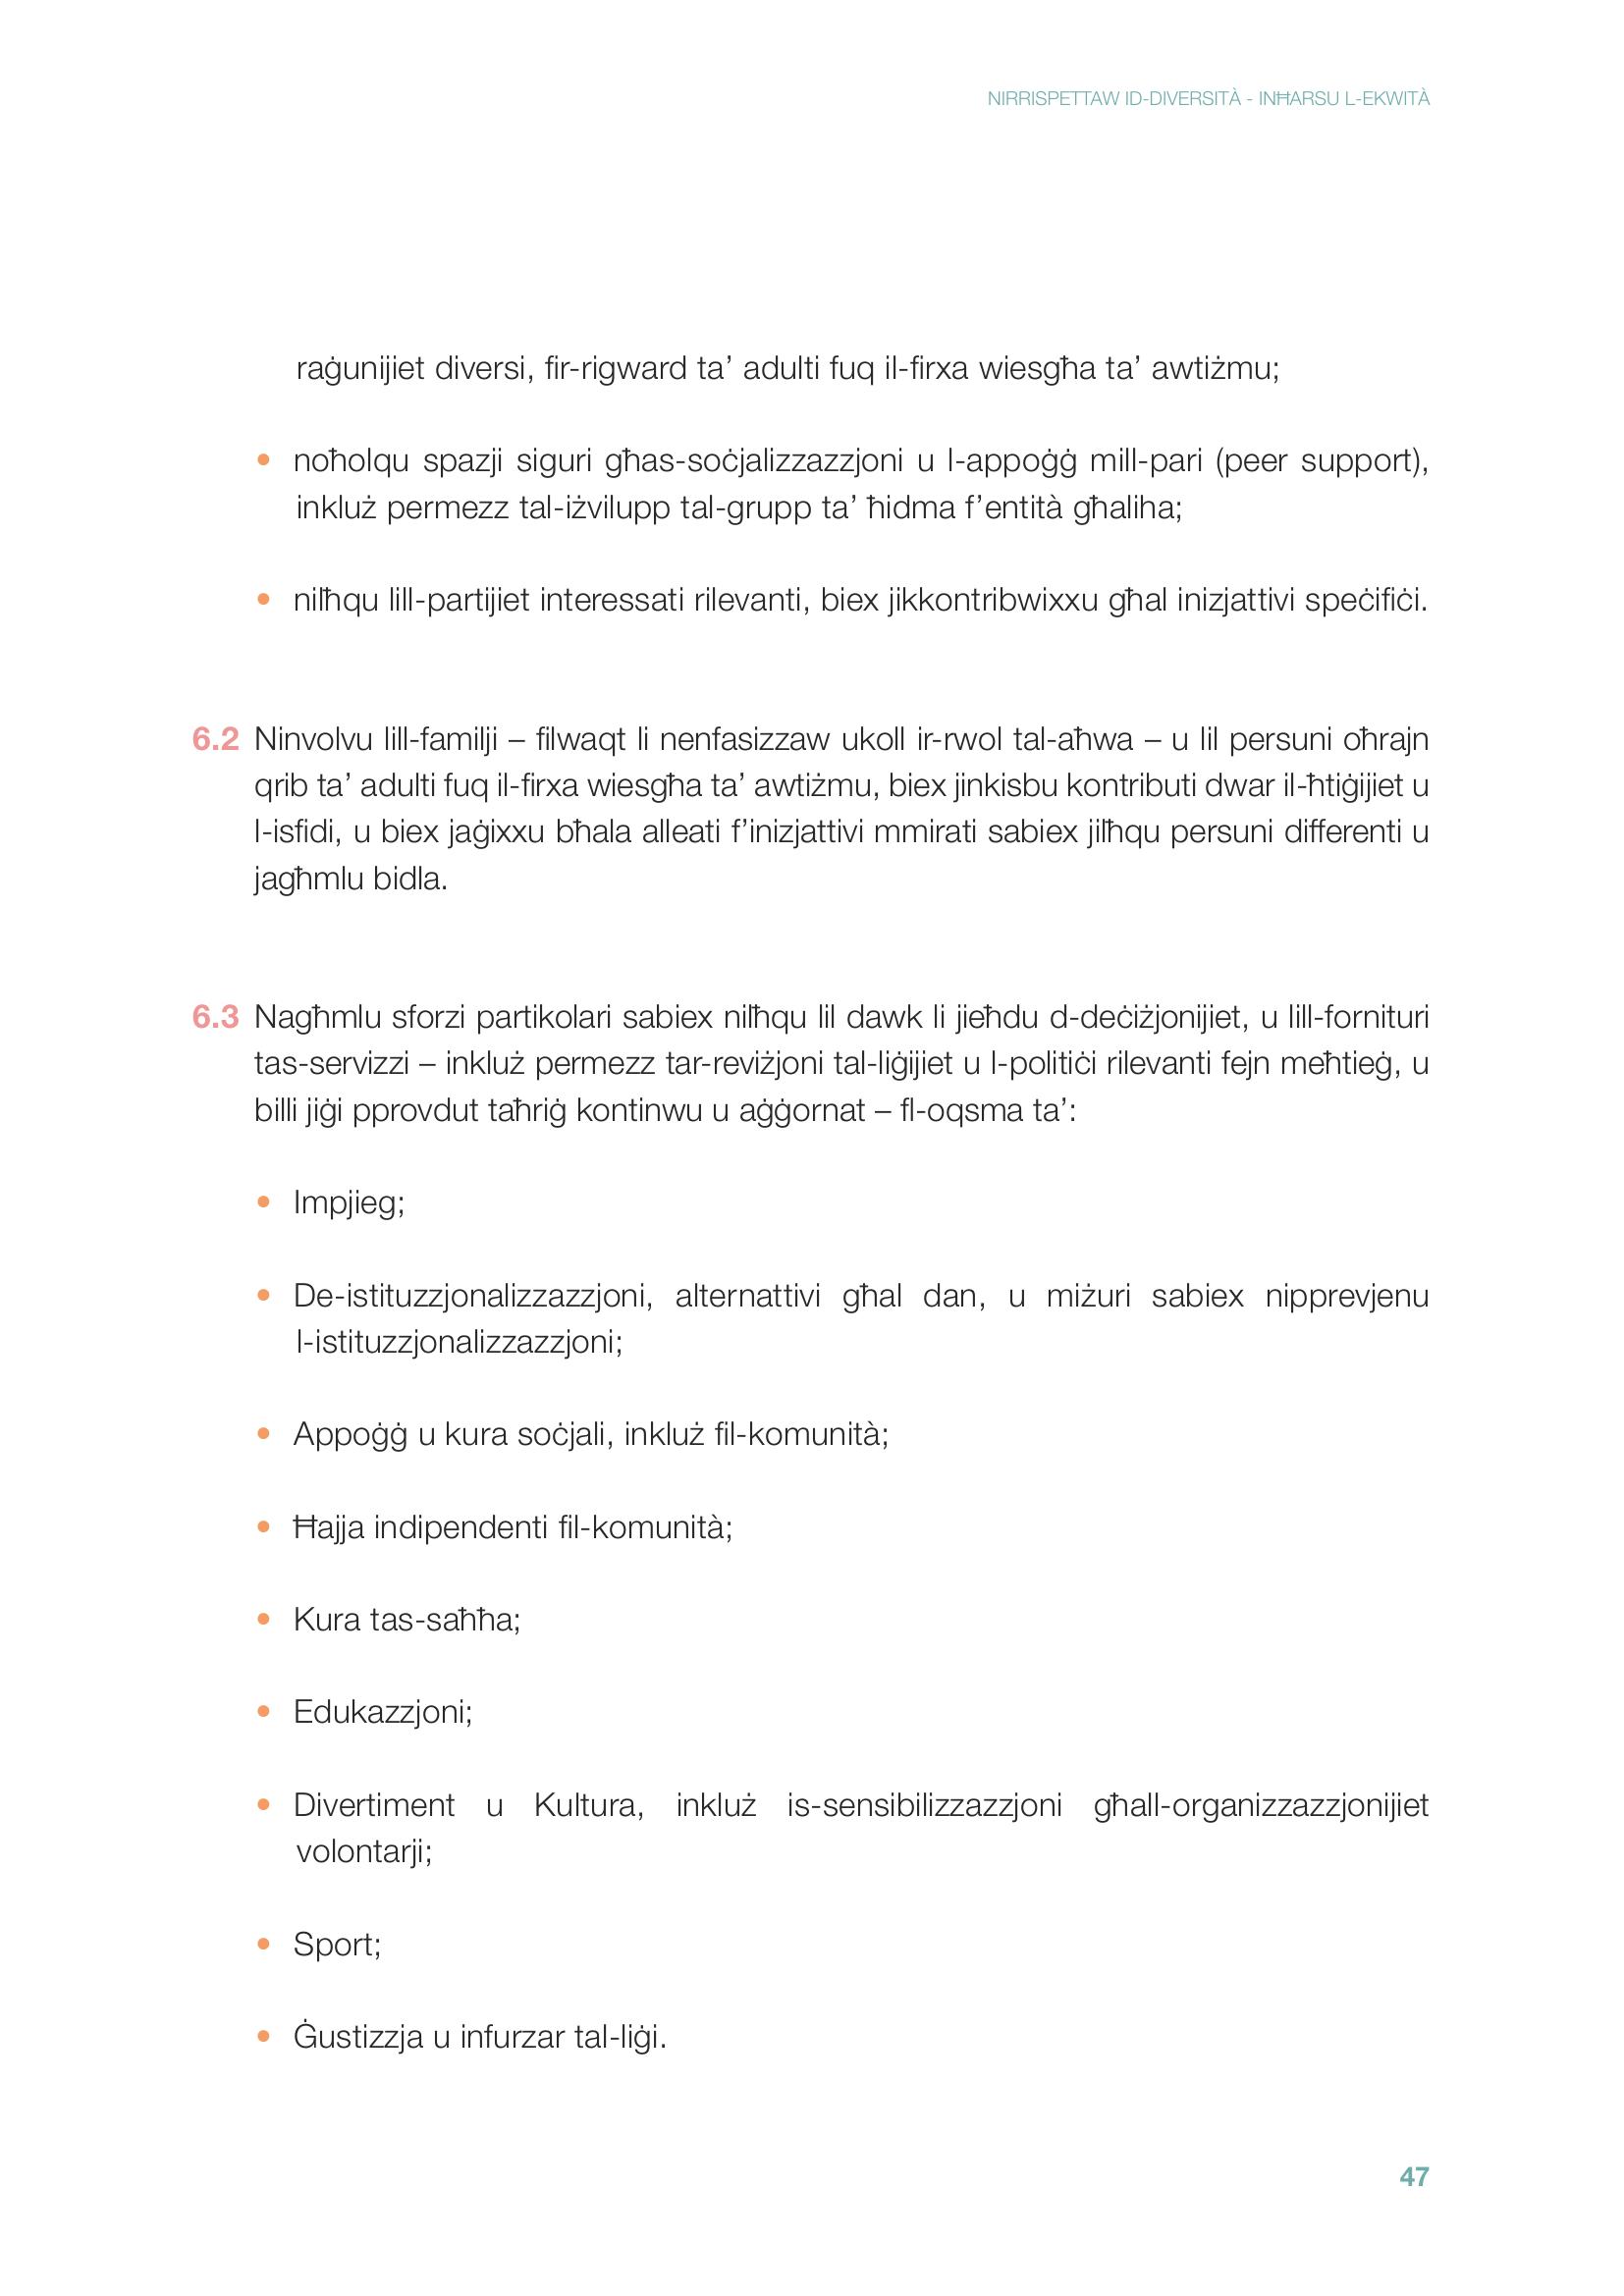 NIRRISPETTAW ID-DIVERSITÀ - INĦARSU L-EKWITÀ
raġunijiet diversi, fir-rigward ta’ adulti fuq il-firxa wiesgħa ta’ awtiżmu;
• noħolqu spazji siguri għas-soċjalizzazzjoni u l-appoġġ mill-pari (peer support),
inkluż permezz tal-iżvilupp tal-grupp ta’ ħidma f’entità għaliha;
• nilħqu lill-partijiet interessati rilevanti, biex jikkontribwixxu għal inizjattivi speċifiċi.
6.2 Ninvolvu lill-familji – filwaqt li nenfasizzaw ukoll ir-rwol tal-aħwa – u lil persuni oħrajn
qrib ta’ adulti fuq il-firxa wiesgħa ta’ awtiżmu, biex jinkisbu kontributi dwar il-ħtiġijiet u
l-isfidi, u biex jaġixxu bħala alleati f’inizjattivi mmirati sabiex jilħqu persuni differenti u
jagħmlu bidla.
6.3 Nagħmlu sforzi partikolari sabiex nilħqu lil dawk li jieħdu d-deċiżjonijiet, u lill-fornituri
tas-servizzi – inkluż permezz tar-reviżjoni tal-liġijiet u l-politiċi rilevanti fejn meħtieġ, u
billi jiġi pprovdut taħriġ kontinwu u aġġornat – fl-oqsma ta’:
• Impjieg;
• De-istituzzjonalizzazzjoni, alternattivi għal dan, u miżuri sabiex nipprevjenu
l-istituzzjonalizzazzjoni;
• Appoġġ u kura soċjali, inkluż fil-komunità;
• Ħajja indipendenti fil-komunità;
• Kura tas-saħħa;
• Edukazzjoni;
• Divertiment u Kultura, inkluż is-sensibilizzazzjoni għall-organizzazzjonijiet
volontarji;
• Sport;
• Ġustizzja u infurzar tal-liġi.
47